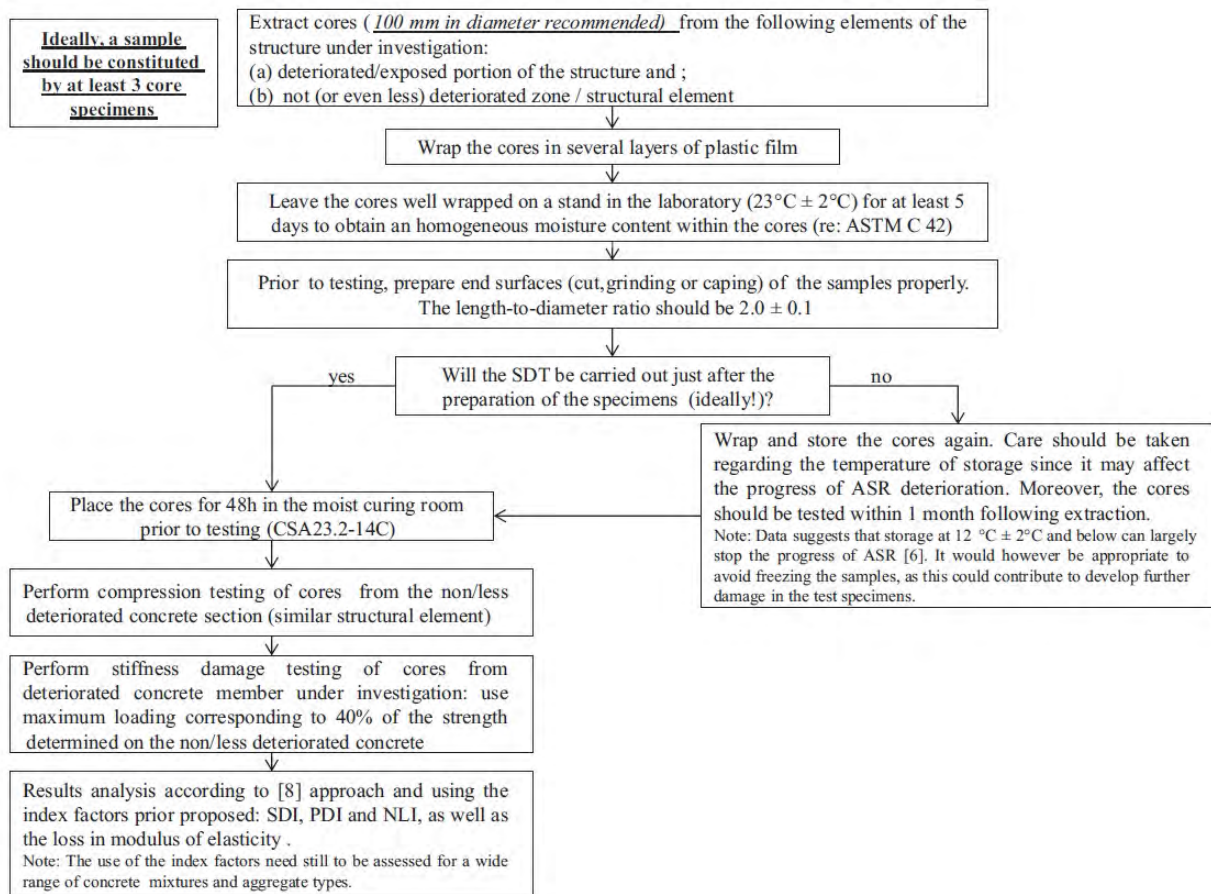 Ideally, a sample
should be constituted
by at least 3 core
specimens
Extract cores ( 100 mm in diameter recommended) from the following elements of the
structure under investigation:
(a) deteriorated/exposed portion of the structure and ;
(b) not (or even less) deteriorated zone / structural element
Wrap the cores in several layers of plastic film
Leave the cores well wrapped on a stand in the laboratory (23°C ± 2°C) for at least 5
days to obtain an homogeneous moisture content within the cores (re: ASTM C 42)
Prior to testing, prepare end surfaces (cut,grinding or caping) of the samples properly.
The length-to-diameter ratio should be 2.0 ± 0.1
yes
Will the SDT be carried out just after the
preparation of the specimens (ideally!)?
no
Wrap and store the cores again. Care should be taken
regarding the temperature of storage since it may affect
the progress of ASR deterioration. Moreover, the cores
should be tested within 1 month following extraction.
Note: Data suggests that storage at 12 °C ± 2°C and below can largely
stop the progress of ASR [6]. It would however be appropriate to
avoid freezing the samples, as this could contribute to develop further
damage in the test specimens.
Place the cores for 48h in the moist curing room
prior to testing (CSA23.2-14C)
Perform compression testing of cores from the non/less
deteriorated concrete section (similar structural element)
Perform stiffness damage testing of cores from
deteriorated concrete member under investigation: use
maximum loading corresponding to 40% of the strength
determined on the non/less deteriorated concrete
Results analysis according to [8] approach and using the
index factors prior proposed: SDI, PDI and NLI, as well as
the loss in modulus of elasticity .
Note: The use of the index factors need still to be assessed for a wide
range of concrete mixtures and aggregate types.